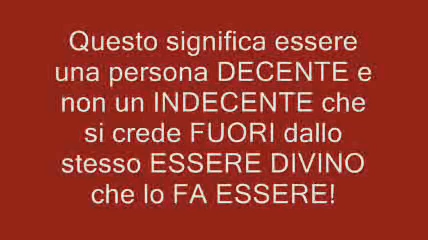 Questo significa essere
una persona DECENTE e
non un INDECENTE che
si crede FUORI dallo
stesso ESSERE DIVINO
che lo FA ESSERE!